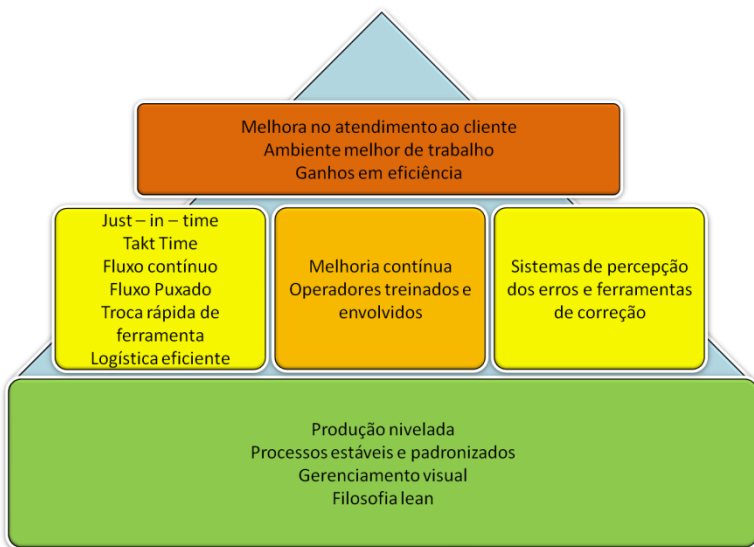 Melhora no atendimento ao cliente
Ambiente melhor de trabalho
Ganhos em eficiência
Just – in – time
Takt Time
Fluxo contínuo
Fluxo Puxado
Troca rápida de
ferramenta
Logística eficiente
Melhoria contínua
Operadores treinados e
envolvidos
Sistemas de percepção
dos erros e ferramentas
de correção
Produção nivelada
Processos estáveis e padronizados
Gerenciamento visual
Filosofia lean